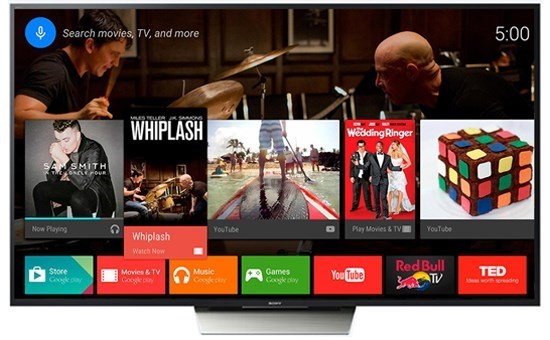 Search movies, TV, and more
5:00
SAM SMITH
IN THE LONELY HOUR
Now Playing
MILES TELLER J.K. SIMMONS
WHIPLASH
Whiplash
Watch Now
YouTube
The
Wedding Ringer
Play Movies & TV
YouTube
Store
Google play
Movies & TV
Google play
Music
Google play
Games
Google play
YouTube
Red Bull
TV
TED
Ideas worth spreading
SONY